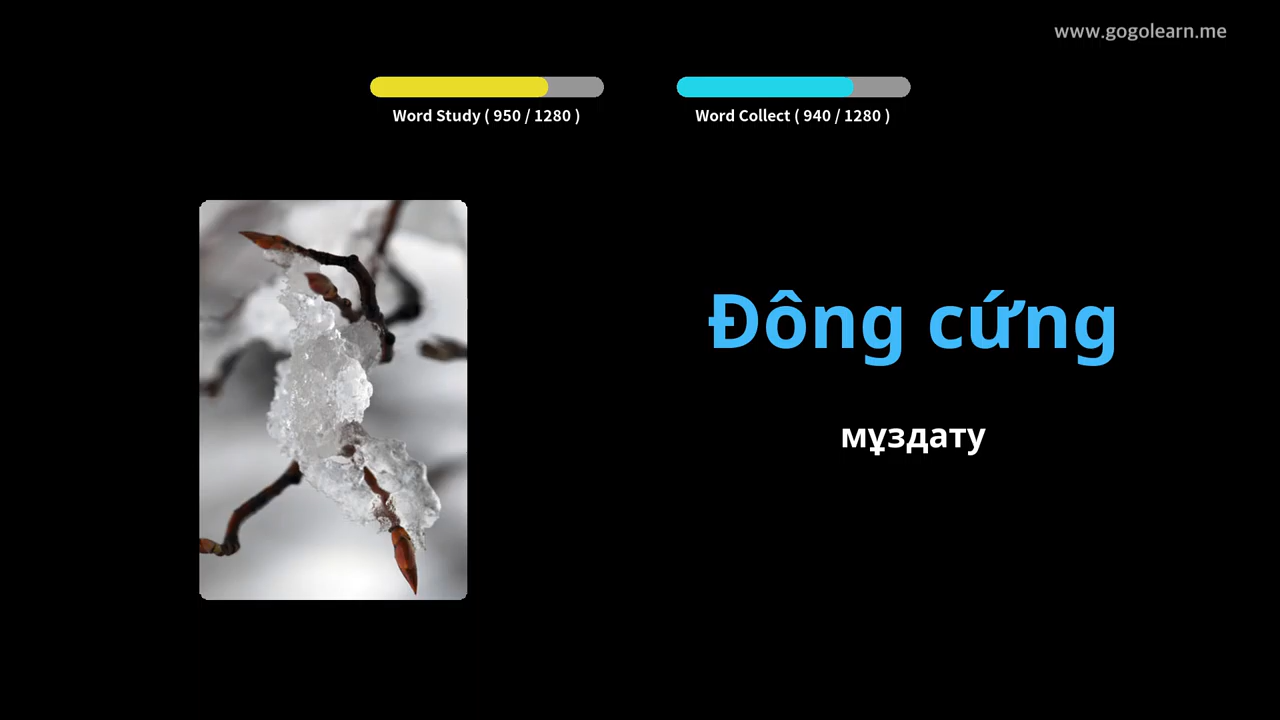 www.gogolearn.me
Word Study ( 950 / 1280 )
Word Collect ( 940 / 1280 )
Đông cứng
мұздату